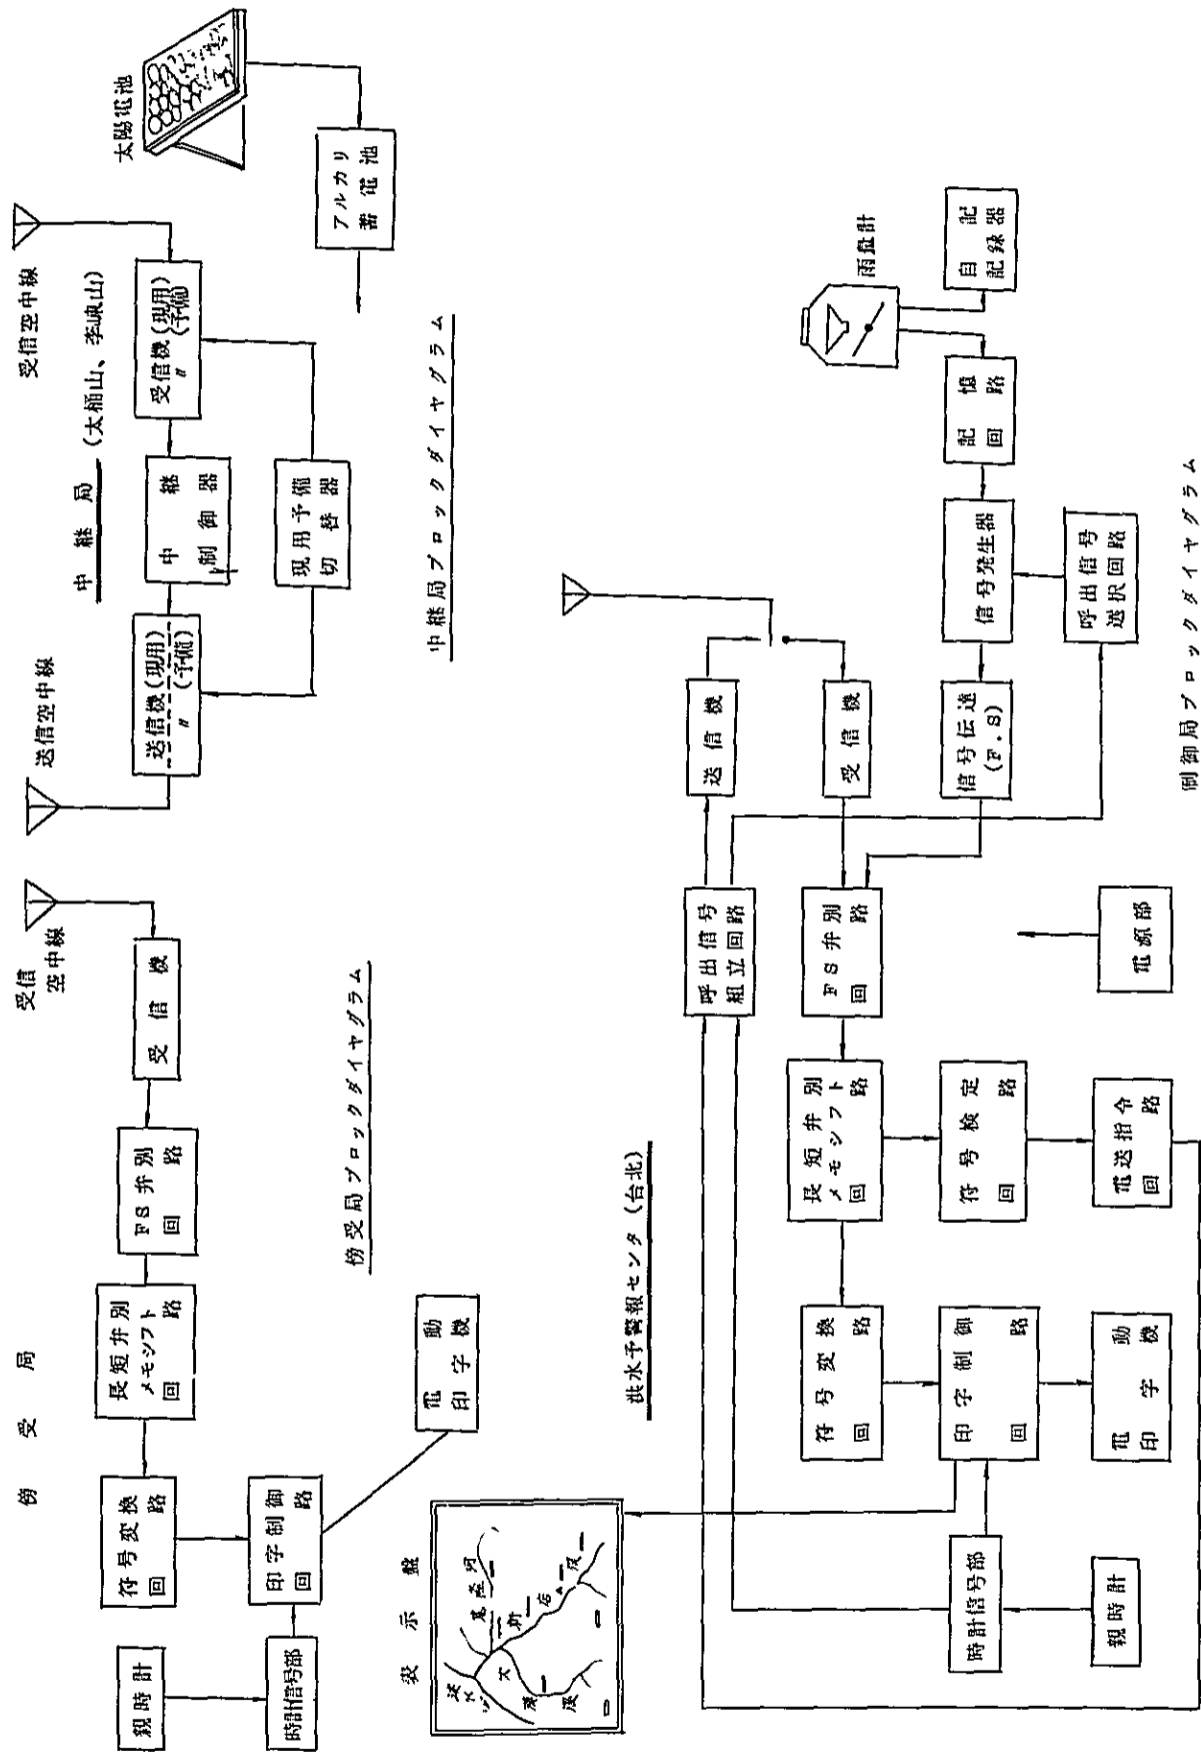 傍受局
受信
空中線
受信機
FS弁別
回路
長短弁別
メモシフト
回路
符号変換
回路
印字制御
回路
親時計
時計信号部
電動
印字機
傍受局ブロックダイヤグラム
中継局
(太桶山、李崠山)
送信空中線
受信空中線
送信機(現用)
〃(予備)
中継
制御器
受信機(現用)
〃(予備)
現用予備
切替器
太陽電池
アルカリ
蓄電池
中継局ブロックダイヤグラム
洪水予警報センタ(台北)
表示盤
淡水
基隆河
新店溪
大漢溪
呼出信号
組立回路
送信機
受信機
FS弁別
回路
長短弁別
メモシフト
回路
符号変換
回路
符号検定
回路
印字制御
回路
電送指令
回路
電動
印字機
時計信号部
親時計
電源部
信号伝達
(F.S)
信号発生器
呼出信号
選択回路
記憶
回路
雨量計
自記
記録器
制御局ブロックダイヤグラム